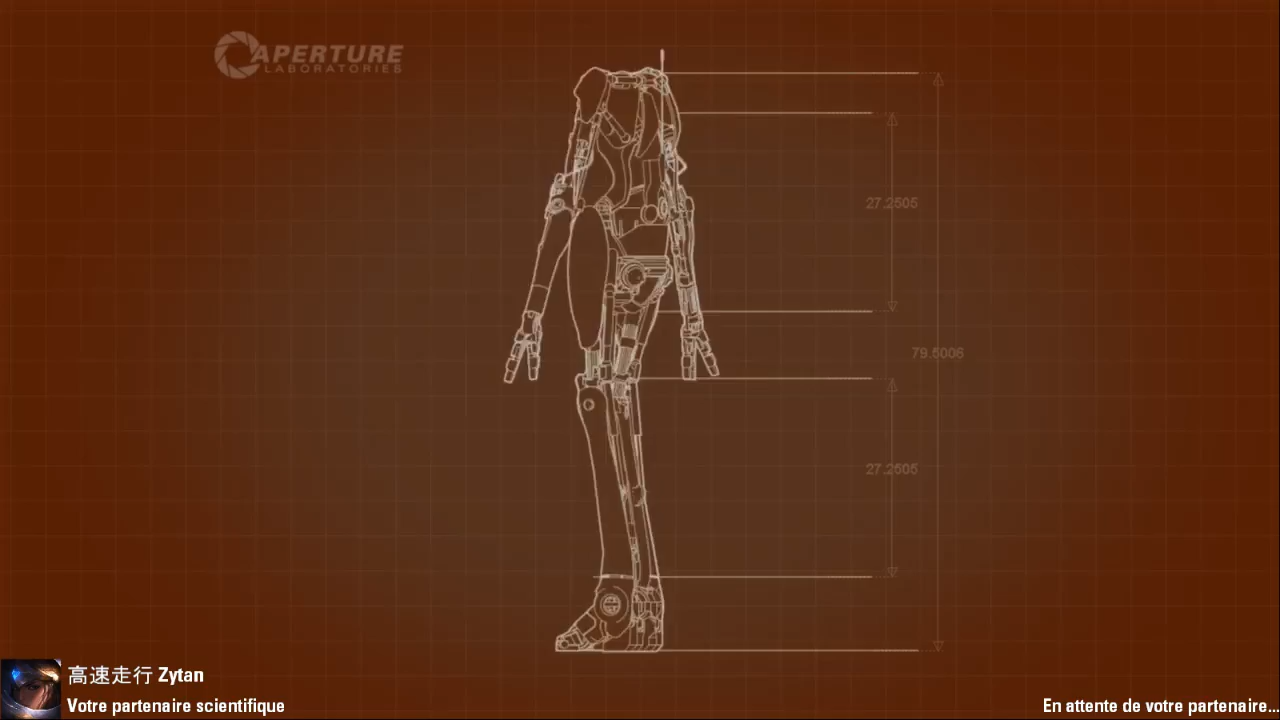 APERTURE
LABORATORIES
27.2505
79.5006
27.2505
高速走行 Zytan
Votre partenaire scientifique
En attente de votre partenaire...